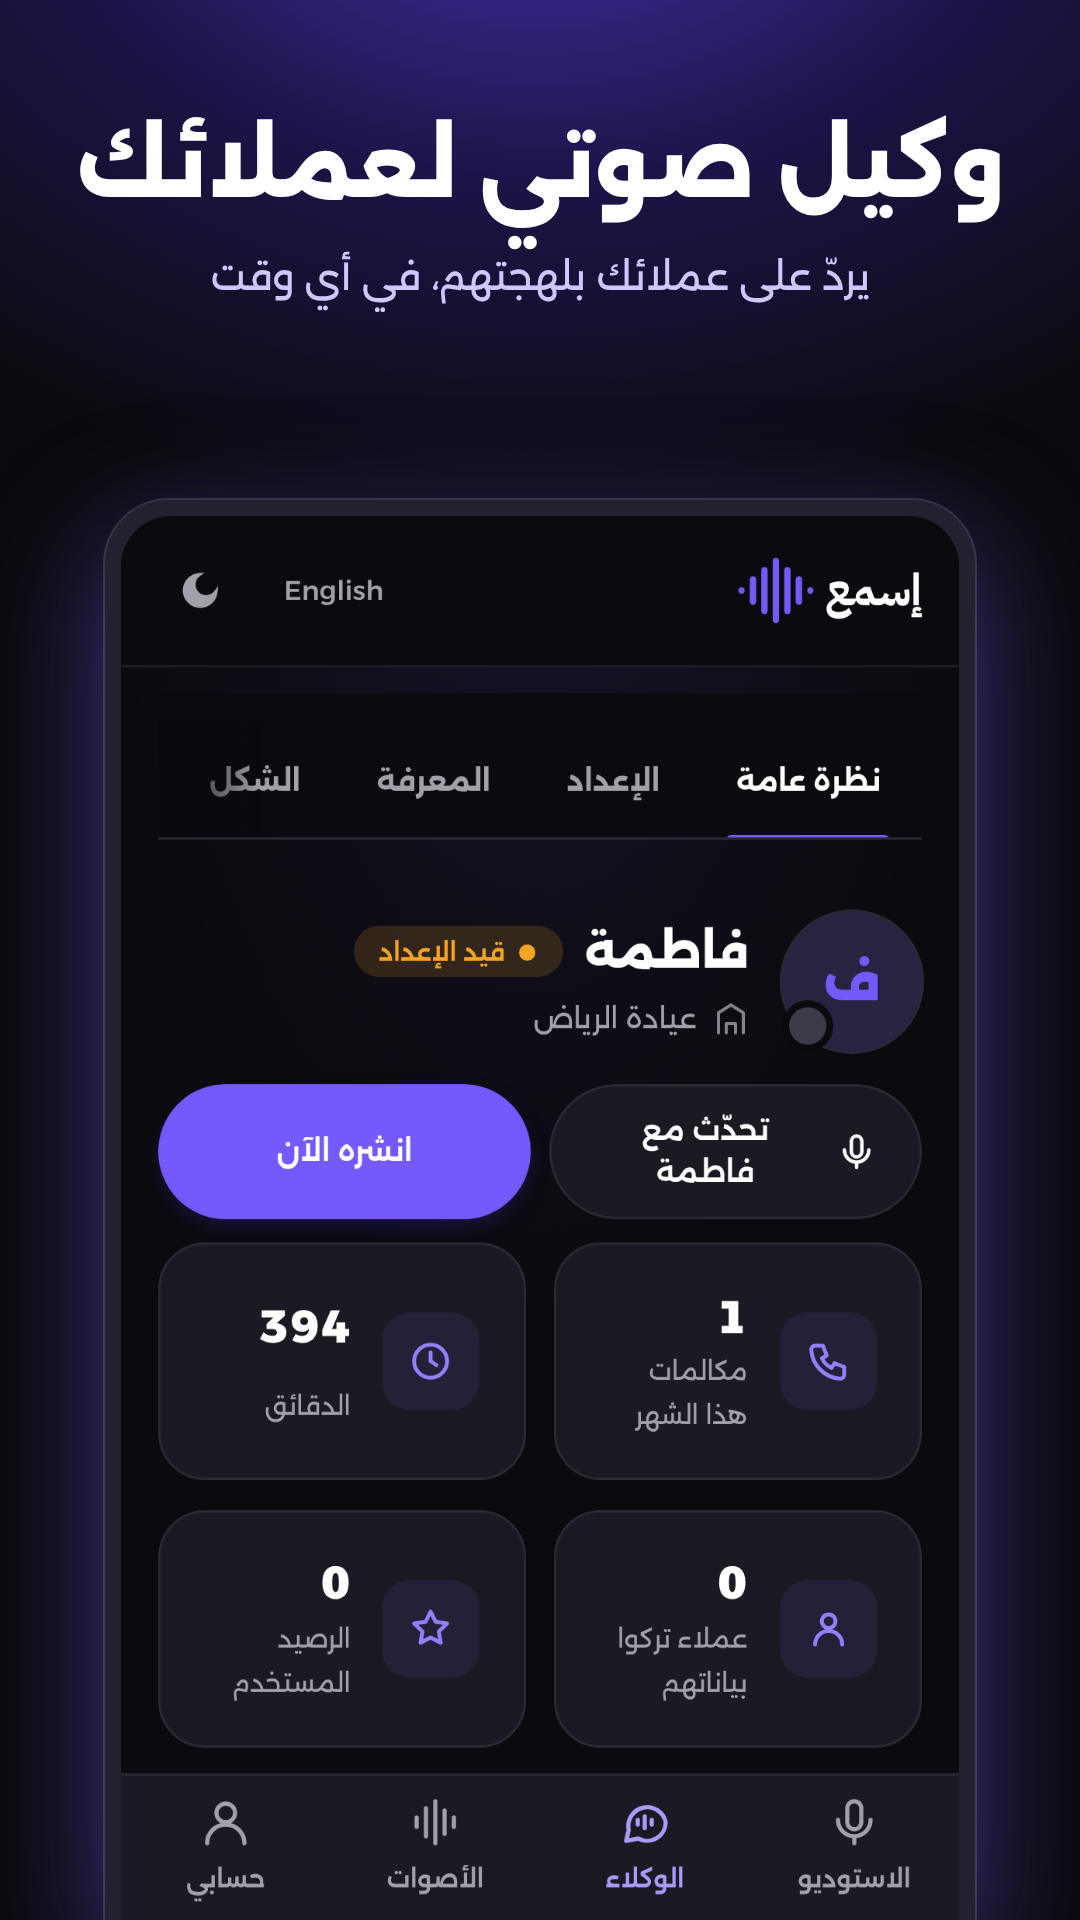 وكيل صوتي لعملائك
يردّ على عملائك بلهجتهم، في أي وقت
إسمع
English
نظرة عامة
الإعداد
المعرفة
الشكل
ف
فاطمة
قيد الإعداد
عيادة الرياض
تحدّث مع
فاطمة
انشره الآن
1
مكالمات
هذا الشهر
394
الدقائق
0
عملاء تركوا
بياناتهم
0
الرصيد
المستخدم
الاستوديو
الوكلاء
الأصوات
حسابي